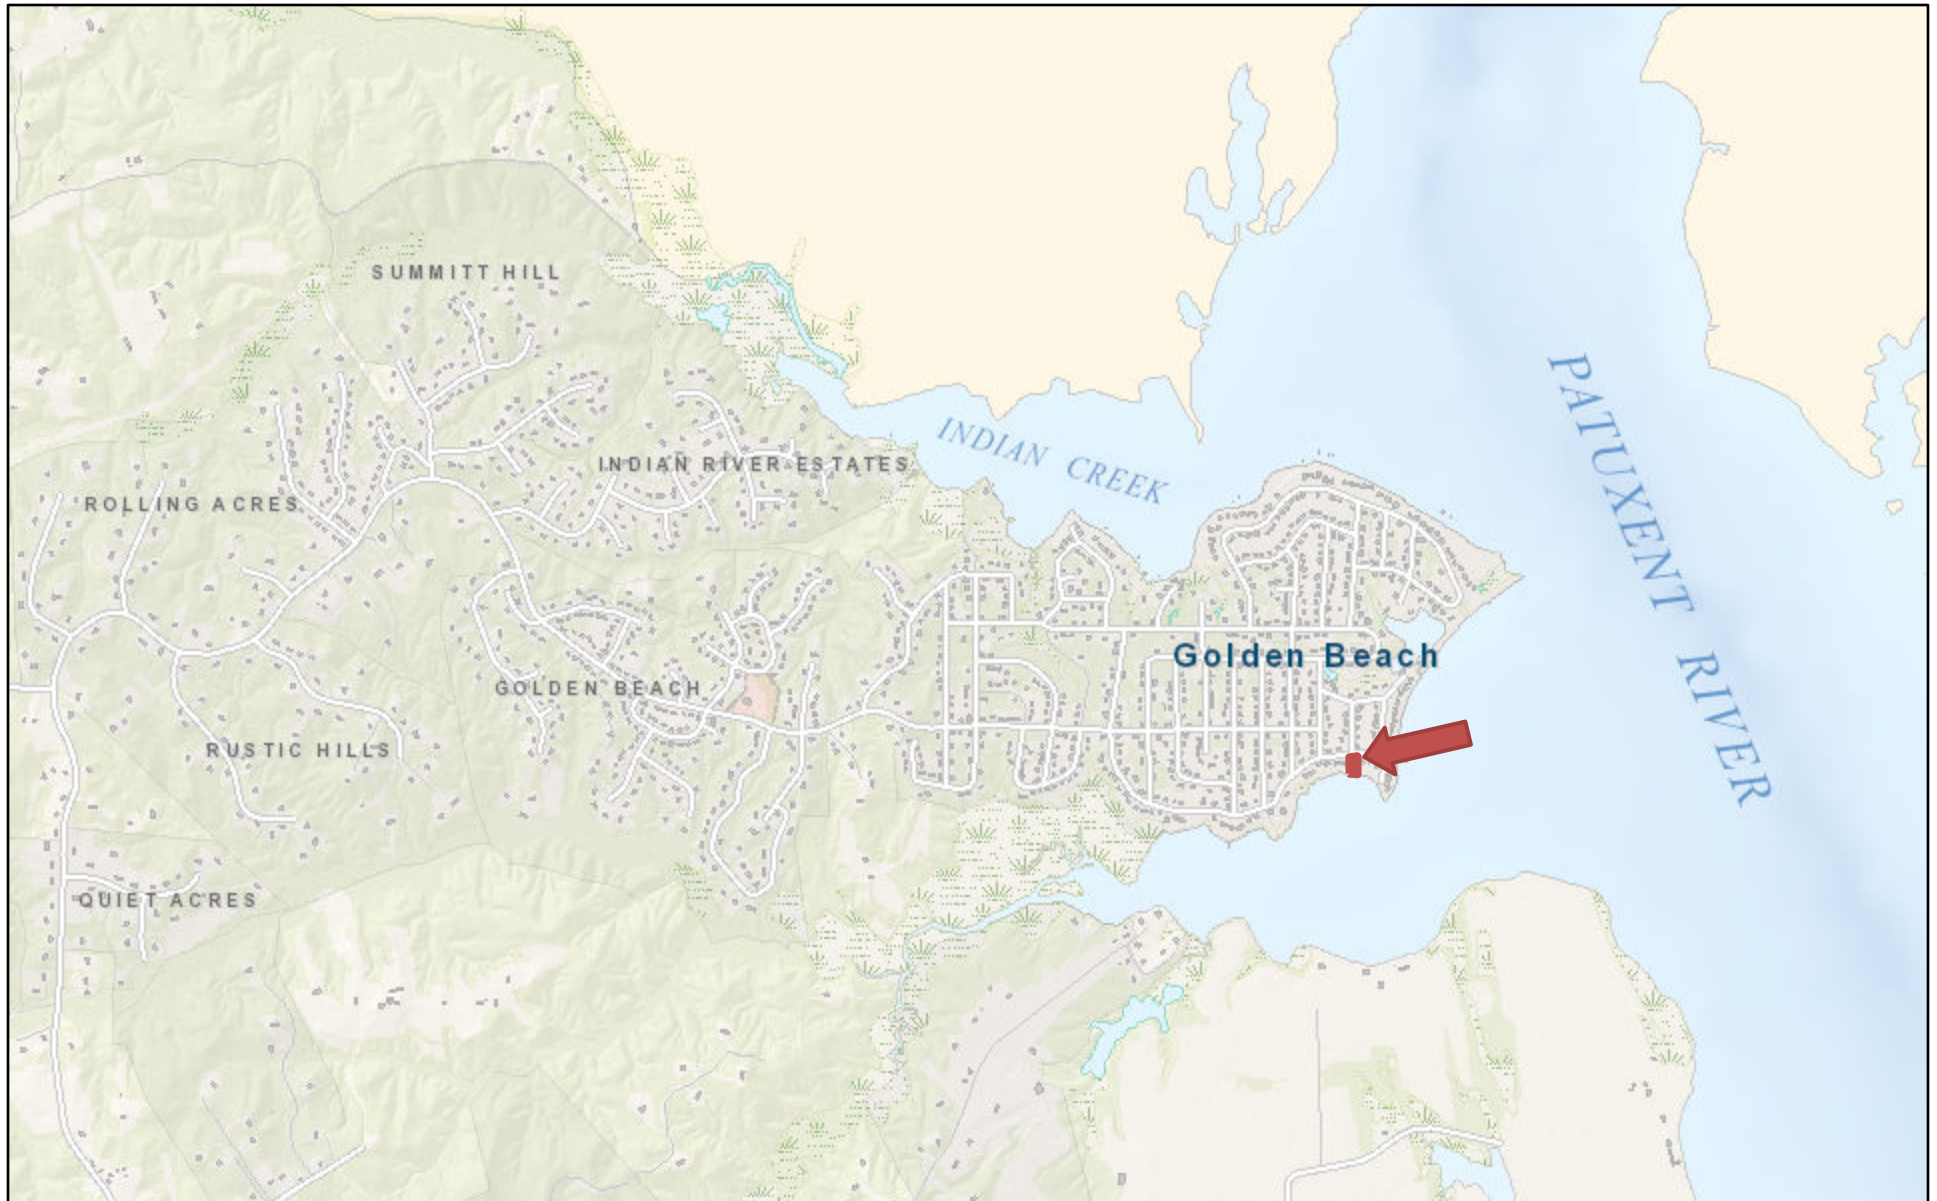 SUMMITT HILL
INDIAN CREEK
PATUXENT RIVER
INDIAN RIVER ESTATES
ROLLING ACRES
Golden Beach
GOLDEN BEACH
RUSTIC HILLS
QUIET ACRES